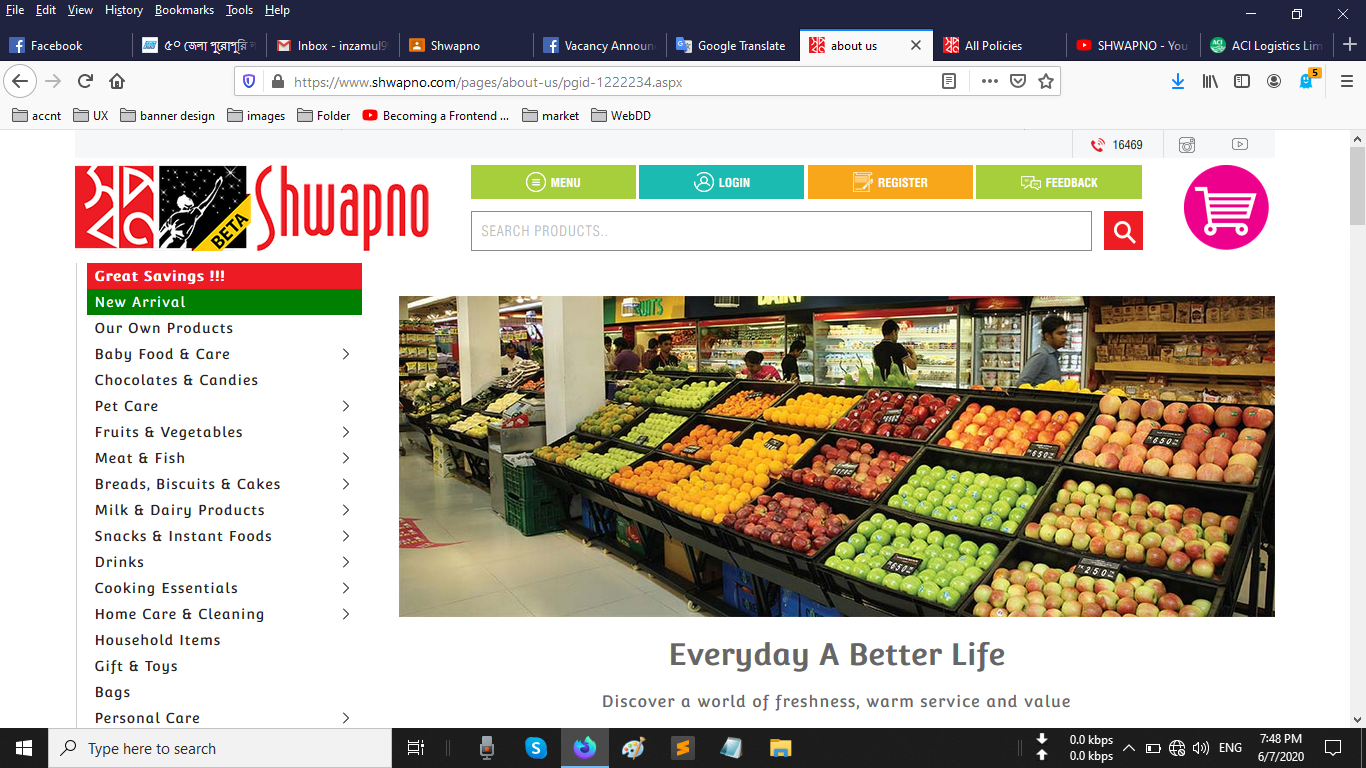 File Edit View History Bookmarks Tools Help
Facebook
৫০ জেলা পুরোপুরি ল
Inbox - inzamul9
Shwapno
Vacancy Announ
Google Translate
about us
All Policies
SHWAPNO - You
ACI Logistics Lim
https://www.shwapno.com/pages/about-us/pgid-1222234.aspx
5
accnt UX banner design images Folder Becoming a Frontend ... market WebDD
16469
স্বপ্ন
BETA
Shwapno
MENU LOGIN REGISTER FEEDBACK
SEARCH PRODUCTS..
Great Savings !!!
New Arrival
Our Own Products
Baby Food & Care
Chocolates & Candies
Pet Care
Fruits & Vegetables
Meat & Fish
Breads, Biscuits & Cakes
Milk & Dairy Products
Snacks & Instant Foods
Drinks
Cooking Essentials
Home Care & Cleaning
Household Items
Gift & Toys
Bags
Personal Care
DAIRY
650
650
650
250
Everyday A Better Life
Discover a world of freshness, warm service and value
Type here to search
0.0 kbps
0.0 kbps
ENG
7:48 PM
6/7/2020